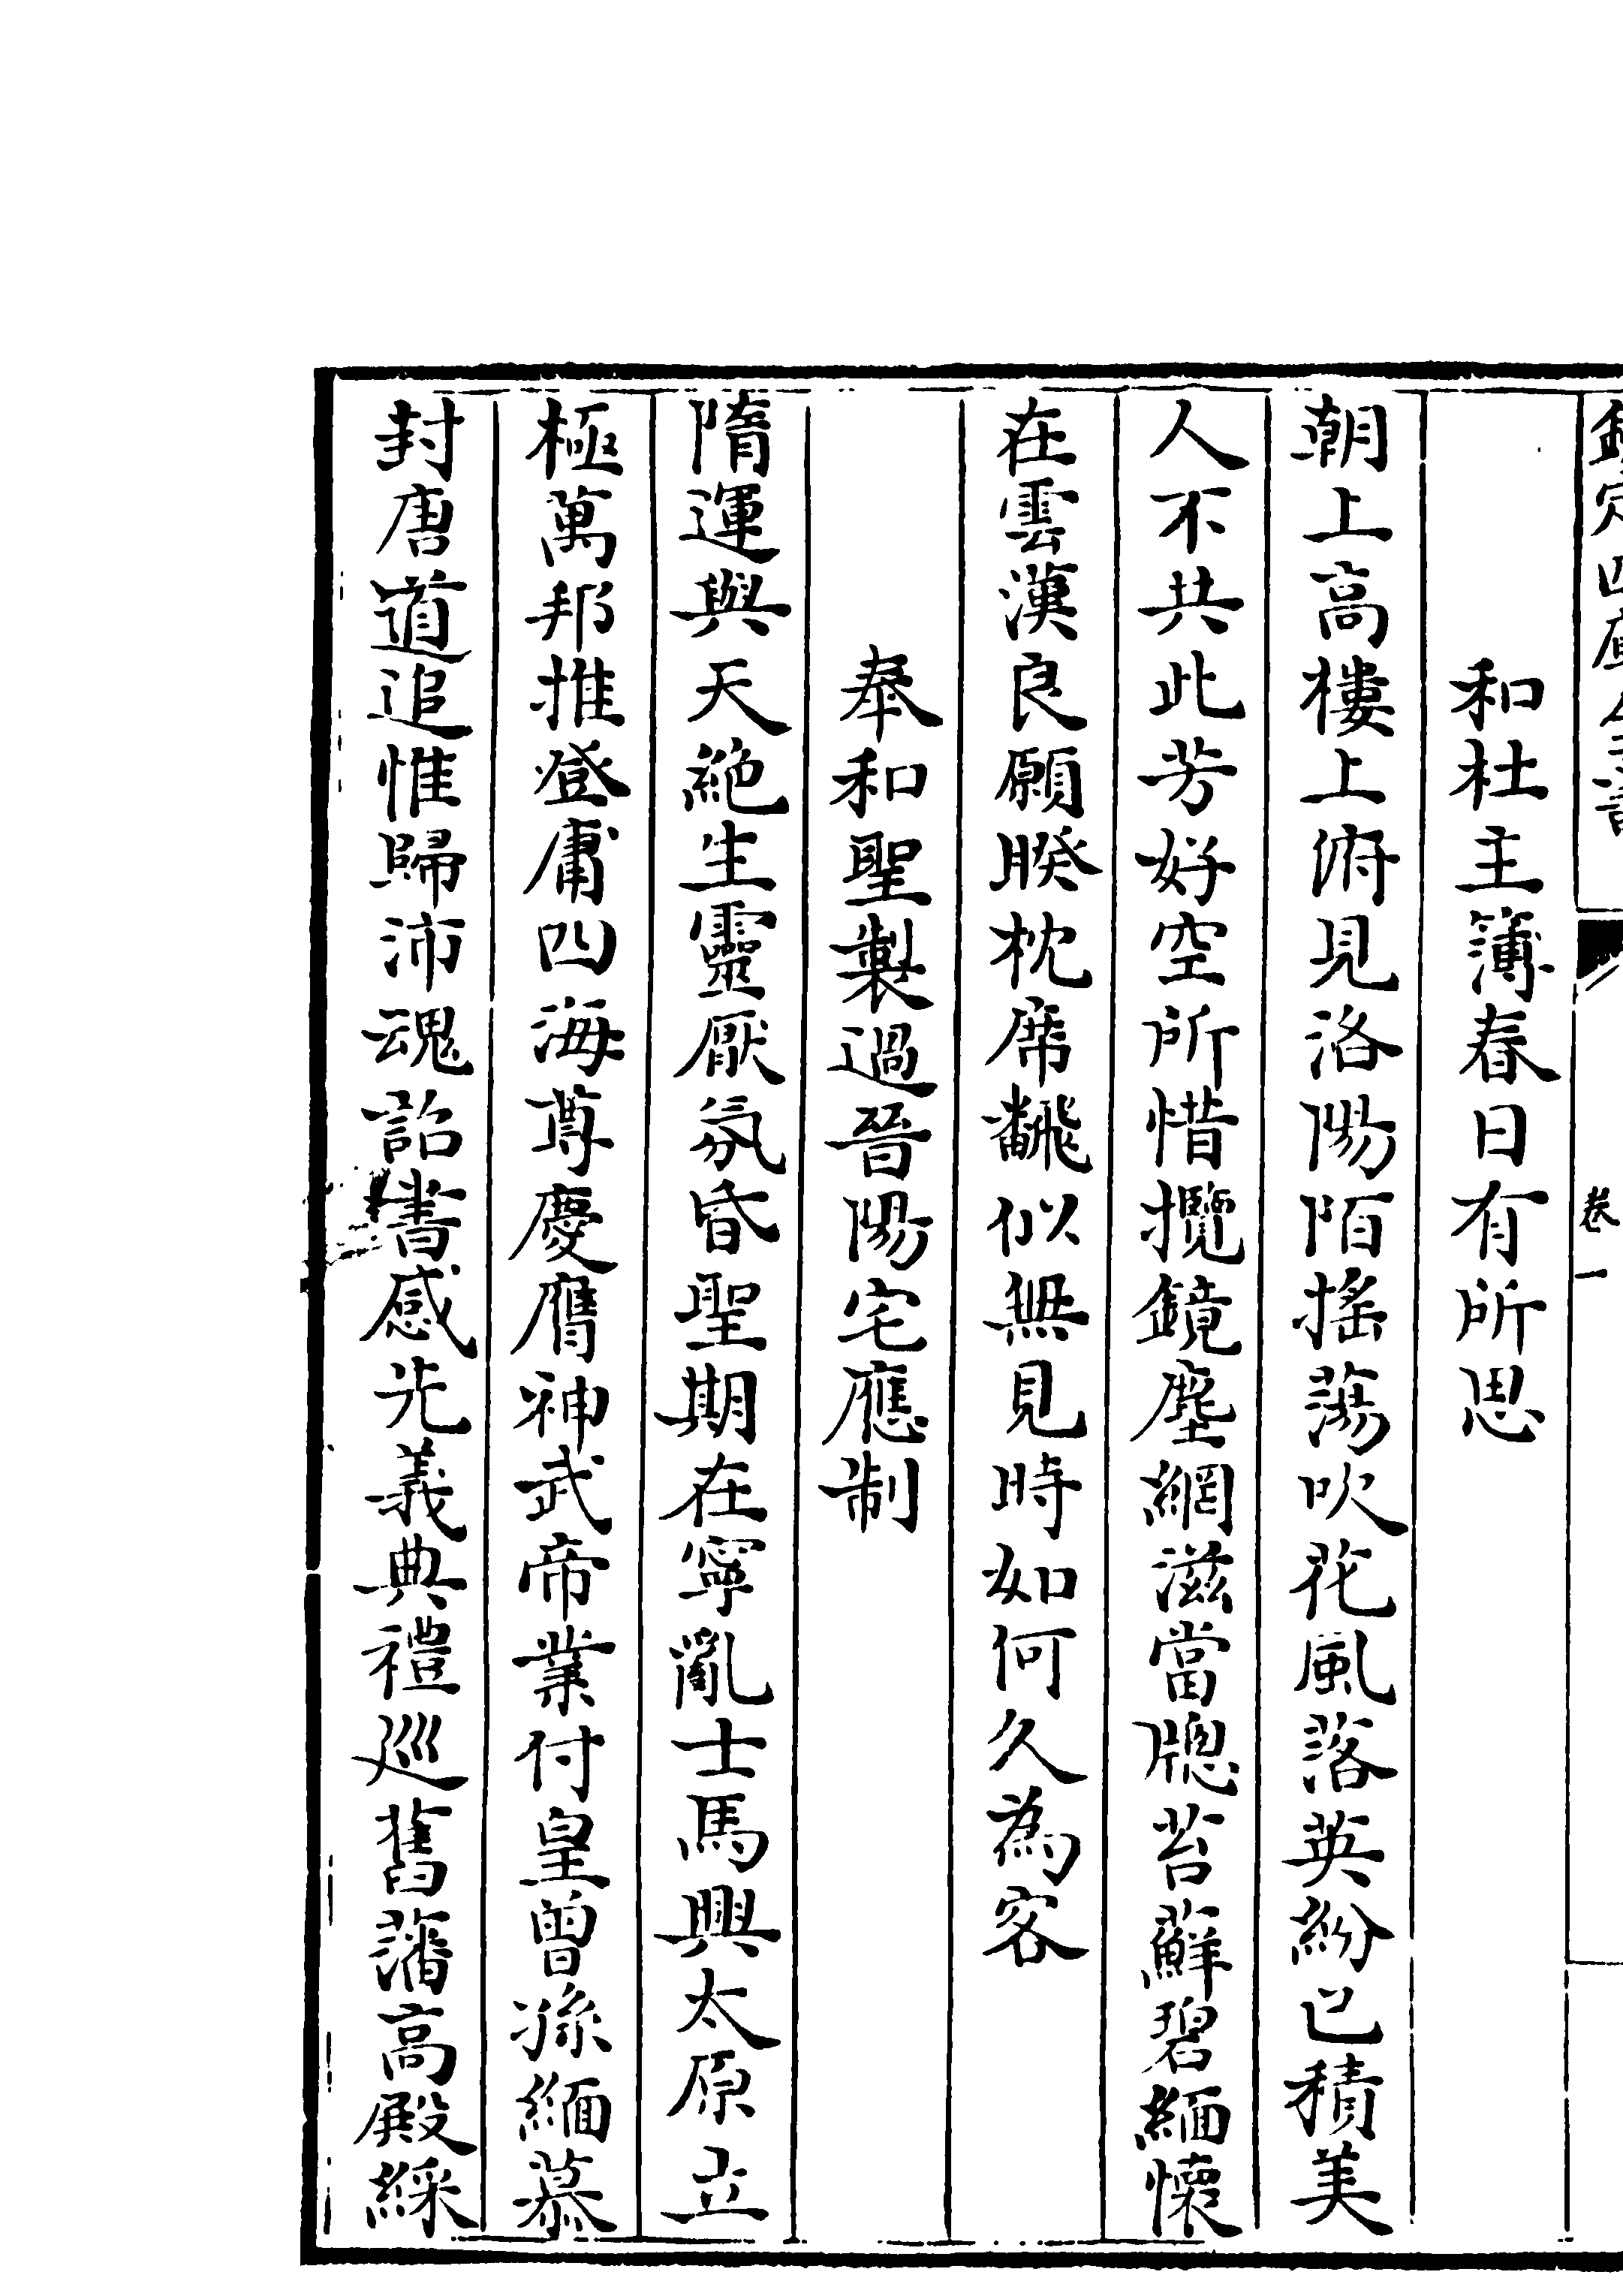 欽定四庫全書 卷一
和杜主簿春日有所思
朝上高樓上俯見洛陽陌搖蕩吹花風落英紛已積美
人不共此芳好空所惜攬鏡塵網滋當牕苔蘚碧緬懷
在雲漢良願睽枕席飜似無見時如何久為客
奉和聖製過晉陽宅應制
隋運與天絶生靈厭氛昏聖期在寧亂士馬興太原立
極萬邦推登庸四海尊慶膺神武帝業付皇曾孫緬慕
封唐道追惟歸沛魂詔書感先義典禮巡舊藩高殿綵